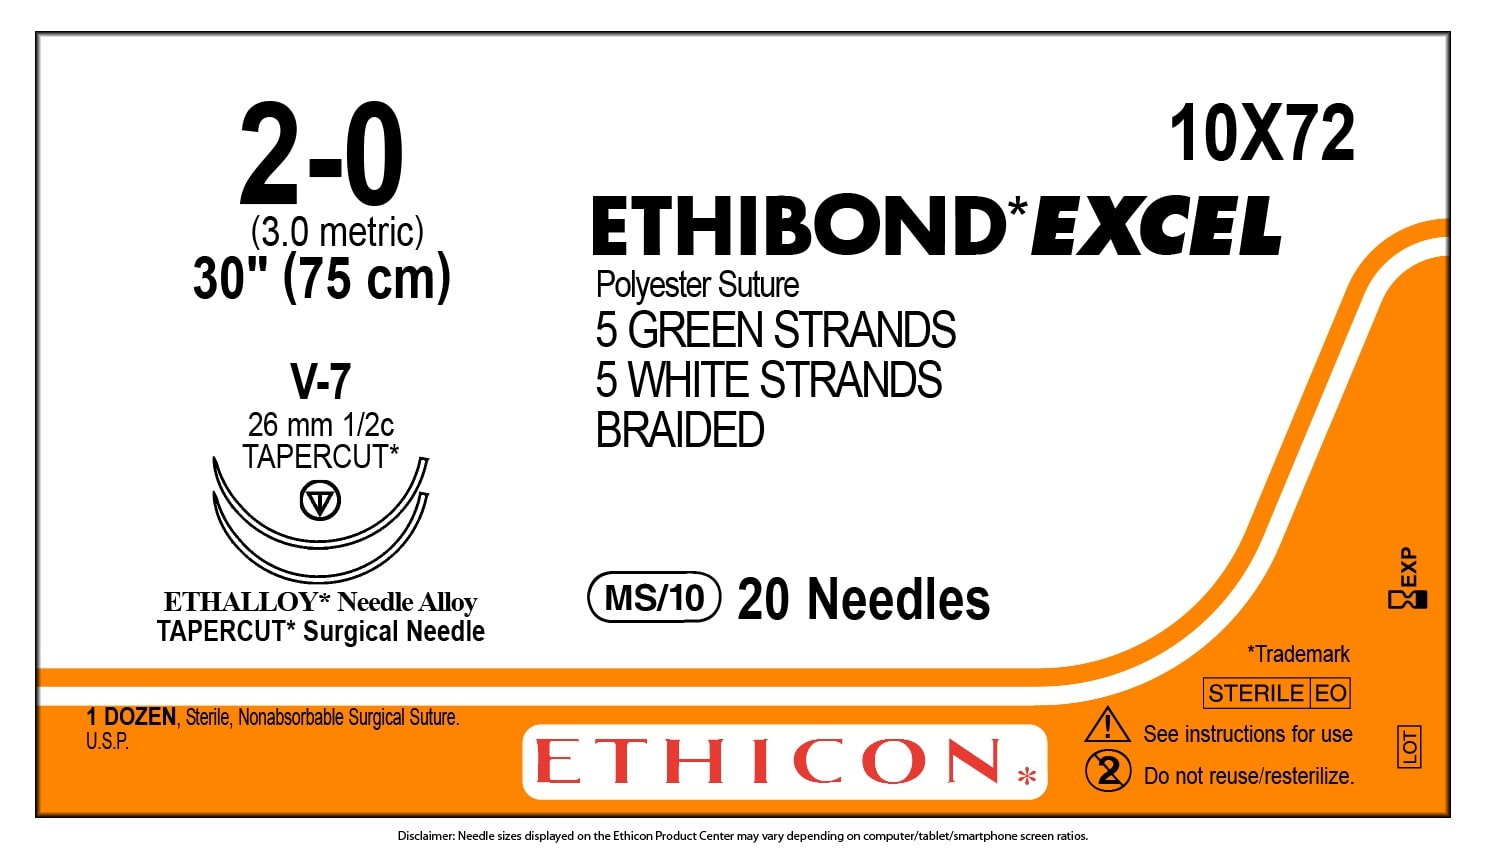 2-0
(3.0 metric)
30" (75 cm)
V-7
26 mm 1/2c
TAPERCUT*
ETHALLOY* Needle Alloy
TAPERCUT* Surgical Needle
10X72
ETHIBOND*EXCEL
Polyester Suture
5 GREEN STRANDS
5 WHITE STRANDS
BRAIDED
MS/10 20 Needles
EXP
*Trademark
STERILE EO
See instructions for use
2 Do not reuse/resterilize.
LOT
1 DOZEN, Sterile, Nonabsorbable Surgical Suture.
U.S.P.
ETHICON*
Disclaimer: Needle sizes displayed on the Ethicon Product Center may vary depending on computer/tablet/smartphone screen ratios.